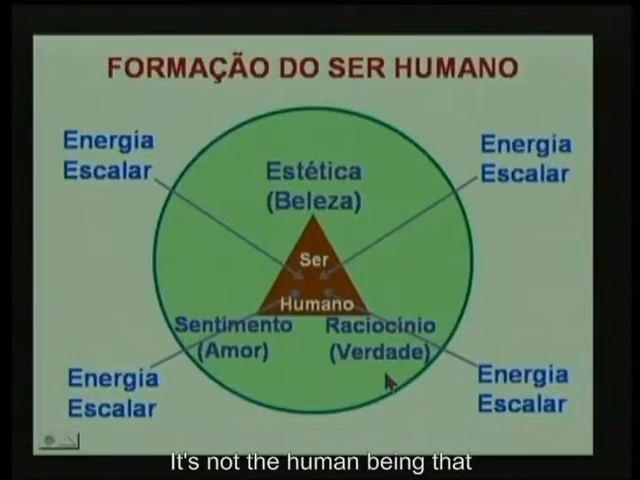 FORMAÇÃO DO SER HUMANO
Energia
Escalar
Energia
Escalar
Estética
(Beleza)
Ser
Humano
Sentimento
(Amor)
Raciocínio
(Verdade)
Energia
Escalar
Energia
Escalar
It's not the human being that